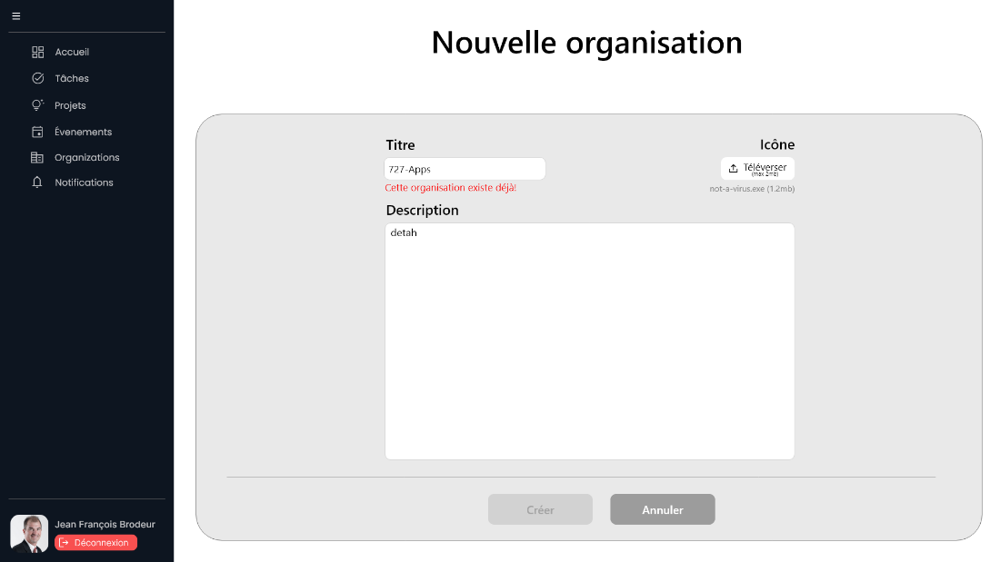 Accueil
Tâches
Projets
Évenements
Organizations
Notifications
Jean François Brodeur
Déconnexion
Nouvelle organisation
Titre
727-Apps
Cette organisation existe déjà!
Icône
Téléverser
(max 2mb)
not-a-virus.exe (1.2mb)
Description
detah
Créer
Annuler